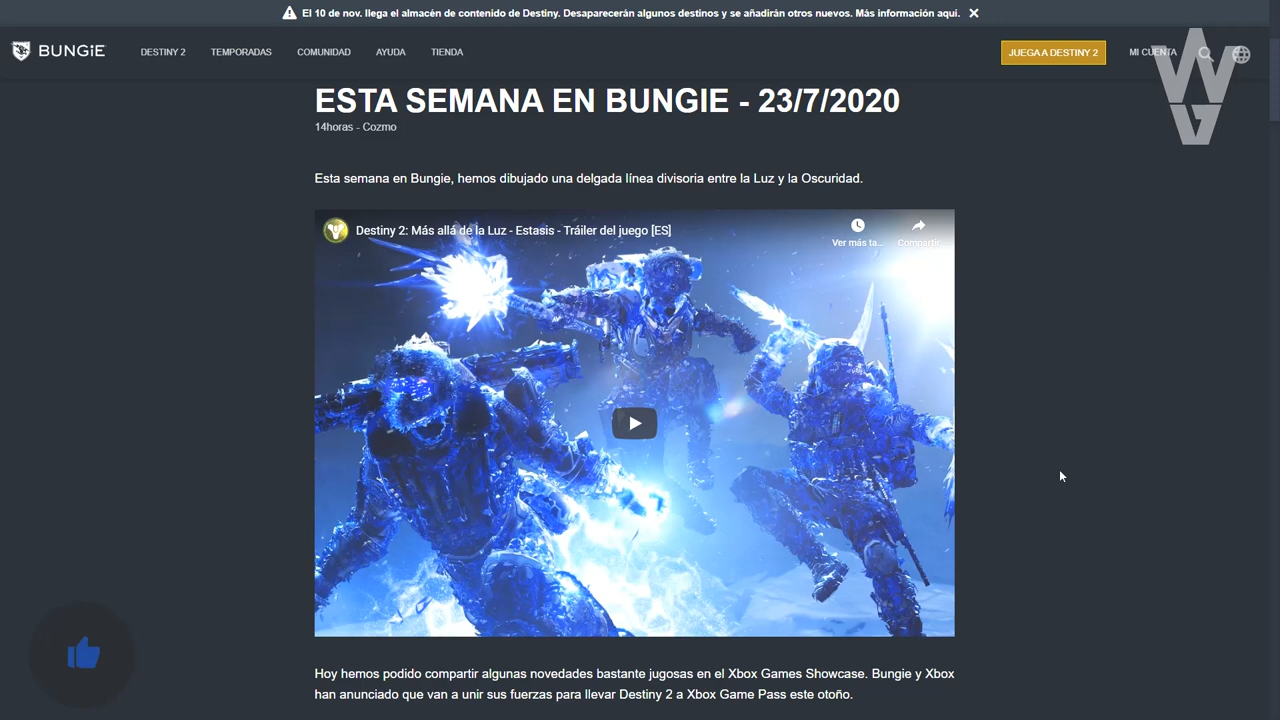 El 10 de nov. llega el almacén de contenido de Destiny. Desaparecerán algunos destinos y se añadirán otros nuevos. Más información aquí.
BUNGiE
DESTINY 2
TEMPORADAS
COMUNIDAD
AYUDA
TIENDA
JUEGA A DESTINY 2
MI CUENTA
WG
ESTA SEMANA EN BUNGIE - 23/7/2020
14horas - Cozmo
Esta semana en Bungie, hemos dibujado una delgada línea divisoria entre la Luz y la Oscuridad.
Destiny 2: Más allá de la Luz - Estasis - Tráiler del juego [ES]
Ver más ta...
Compartir
Hoy hemos podido compartir algunas novedades bastante jugosas en el Xbox Games Showcase. Bungie y Xbox
han anunciado que van a unir sus fuerzas para llevar Destiny 2 a Xbox Game Pass este otoño.